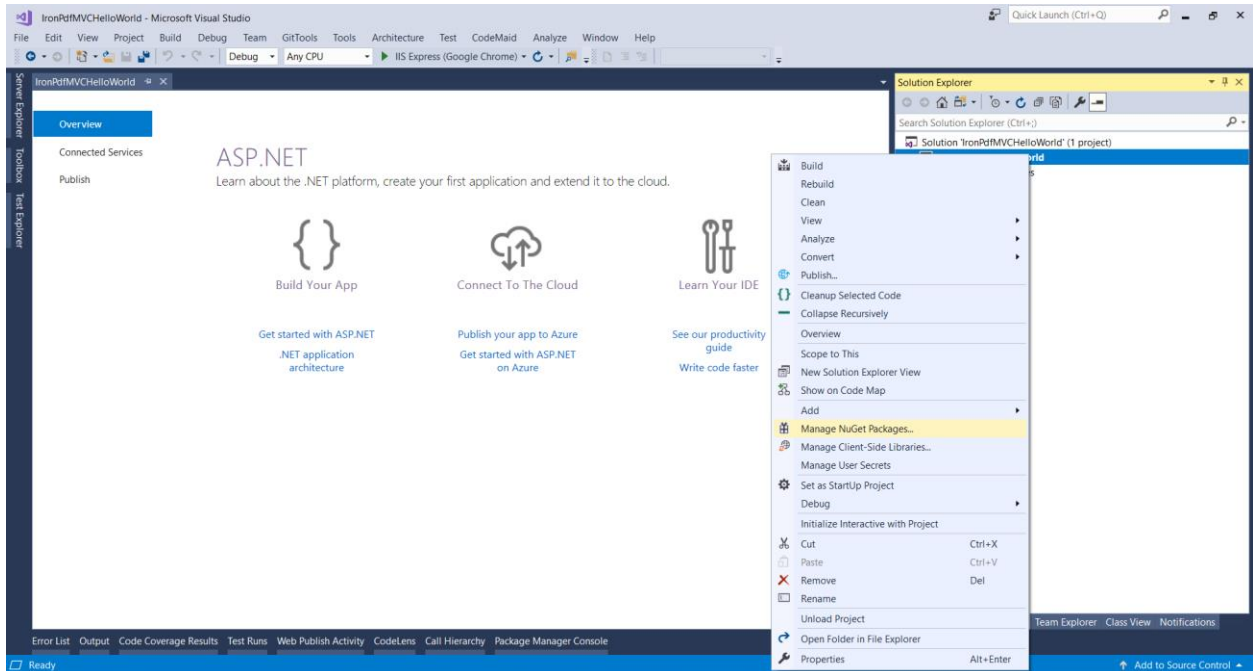 IronPdfMVCHelloWorld - Microsoft Visual Studio
Quick Launch (Ctrl+Q)
File Edit View Project Build Debug Team GitTools Tools Architecture Test CodeMaid Analyze Window Help
Debug Any CPU IIS Express (Google Chrome)
Server Explorer
Toolbox
Test Explorer
IronPdfMVCHelloWorld
Overview
Connected Services
Publish
ASP.NET
Learn about the .NET platform, create your first application and extend it to the cloud.
Build Your App
Get started with ASP.NET
.NET application
architecture
Connect To The Cloud
Publish your app to Azure
Get started with ASP.NET
on Azure
Learn Your IDE
See our productivity
guide
Write code faster
Solution Explorer
Search Solution Explorer (Ctrl+;)
Solution 'IronPdfMVCHelloWorld' (1 project)
rld
s
Build
Rebuild
Clean
View
Analyze
Convert
Publish...
Cleanup Selected Code
Collapse Recursively
Overview
Scope to This
New Solution Explorer View
Show on Code Map
Add
Manage NuGet Packages...
Manage Client-Side Libraries...
Manage User Secrets
Set as StartUp Project
Debug
Initialize Interactive with Project
Cut Ctrl+X
Paste Ctrl+V
Remove Del
Rename
Unload Project
Open Folder in File Explorer
Properties Alt+Enter
Team Explorer Class View Notifications
Error List Output Code Coverage Results Test Runs Web Publish Activity CodeLens Call Hierarchy Package Manager Console
Ready
Add to Source Control